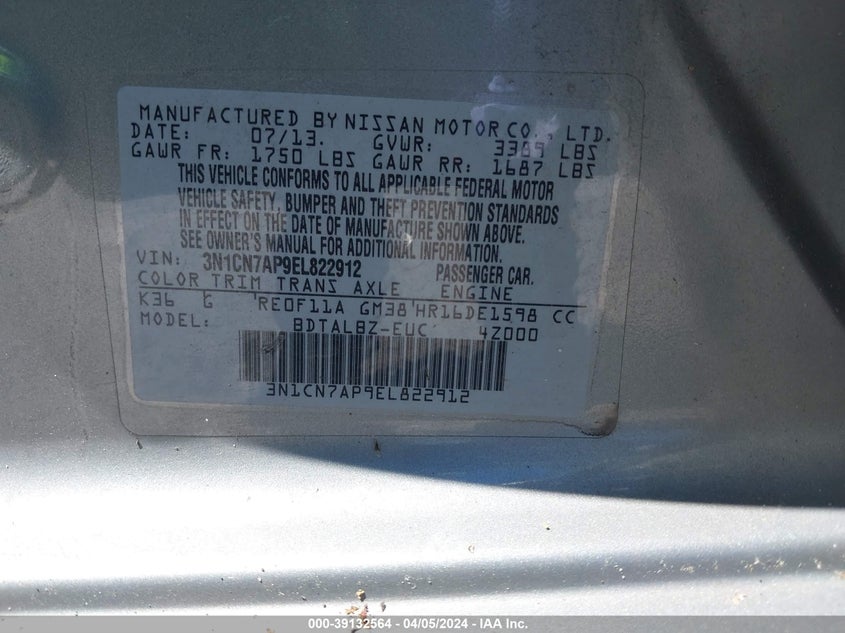 MANUFACTURED BY NISSAN MOTOR CO., LTD.
DATE: 07/13. GVWR: 3389 LBS
GAWR FR: 1750 LBS GAWR RR: 1687 LBS
THIS VEHICLE CONFORMS TO ALL APPLICABLE FEDERAL MOTOR
VEHICLE SAFETY, BUMPER AND THEFT PREVENTION STANDARDS
IN EFFECT ON THE DATE OF MANUFACTURE SHOWN ABOVE.
SEE OWNER'S MANUAL FOR ADDITIONAL INFORMATION.
VIN: 3N1CN7AP9EL822912 PASSENGER CAR.
COLOR TRIM TRANS AXLE ENGINE
K36 G RE0F11A GM38 HR16DE1598 CC
MODEL: BDTALBZ-EUC 4Z000
3N1CN7AP9EL822912
000-39132564 - 04/05/2024 - IAA Inc.